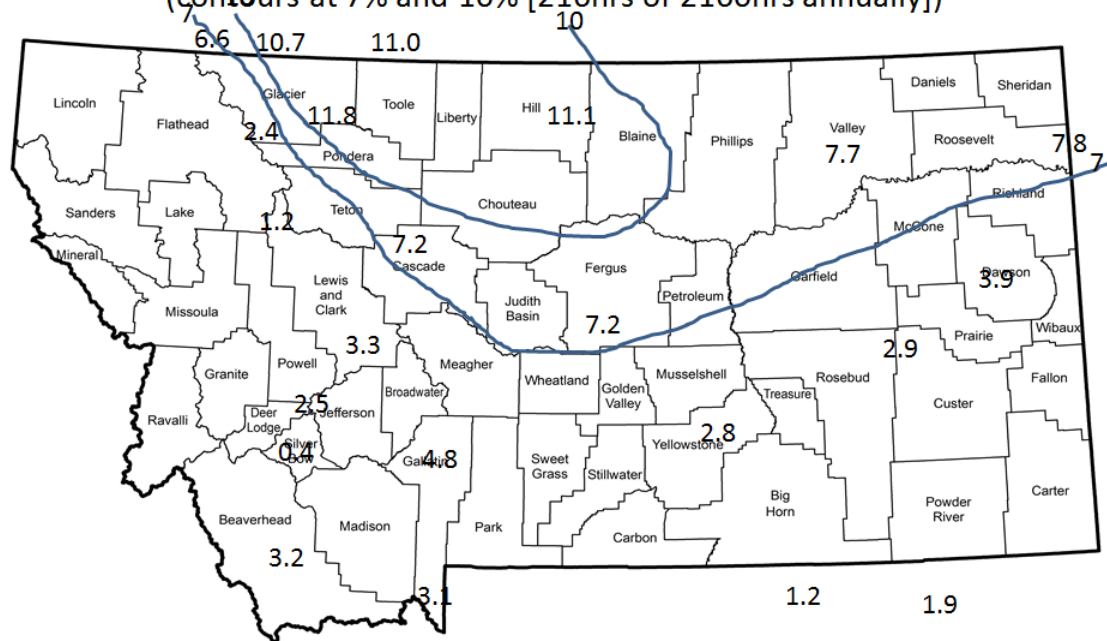 (contours at 7% and 10% [210hrs or 2100hrs annually])
7 10
10
6.6 10.7 11.0
Daniels
Sheridan
Lincoln
Glacier
Toole
Liberty
Hill
11.1
11.8
Flathead
2.4
Blaine
Phillips
Valley
7.7
Roosevelt
7.8
7
Pondera
Richland
Sanders
Lake
1.2
Teton
Chouteau
McCone
Mineral
7.2
Cascade
Fergus
Garfield
Dawson
3.9
Lewis
and
Clark
Judith
Basin
Petroleum
Missoula
7.2
Prairie
Wibaux
3.3
2.9
Powell
Granite
Meagher
Wheatland
Golden
Valley
Musselshell
Rosebud
Fallon
Broadwater
Treasure
Custer
2.5
Jefferson
Deer
Lodge
Ravalli
Silver
Bow
0.4
Gallatin
4.8
Sweet
Grass
Stillwater
Yellowstone
2.8
Big
Horn
Carter
Powder
River
Beaverhead
Madison
Park
Carbon
3.2
3.1
1.2
1.9